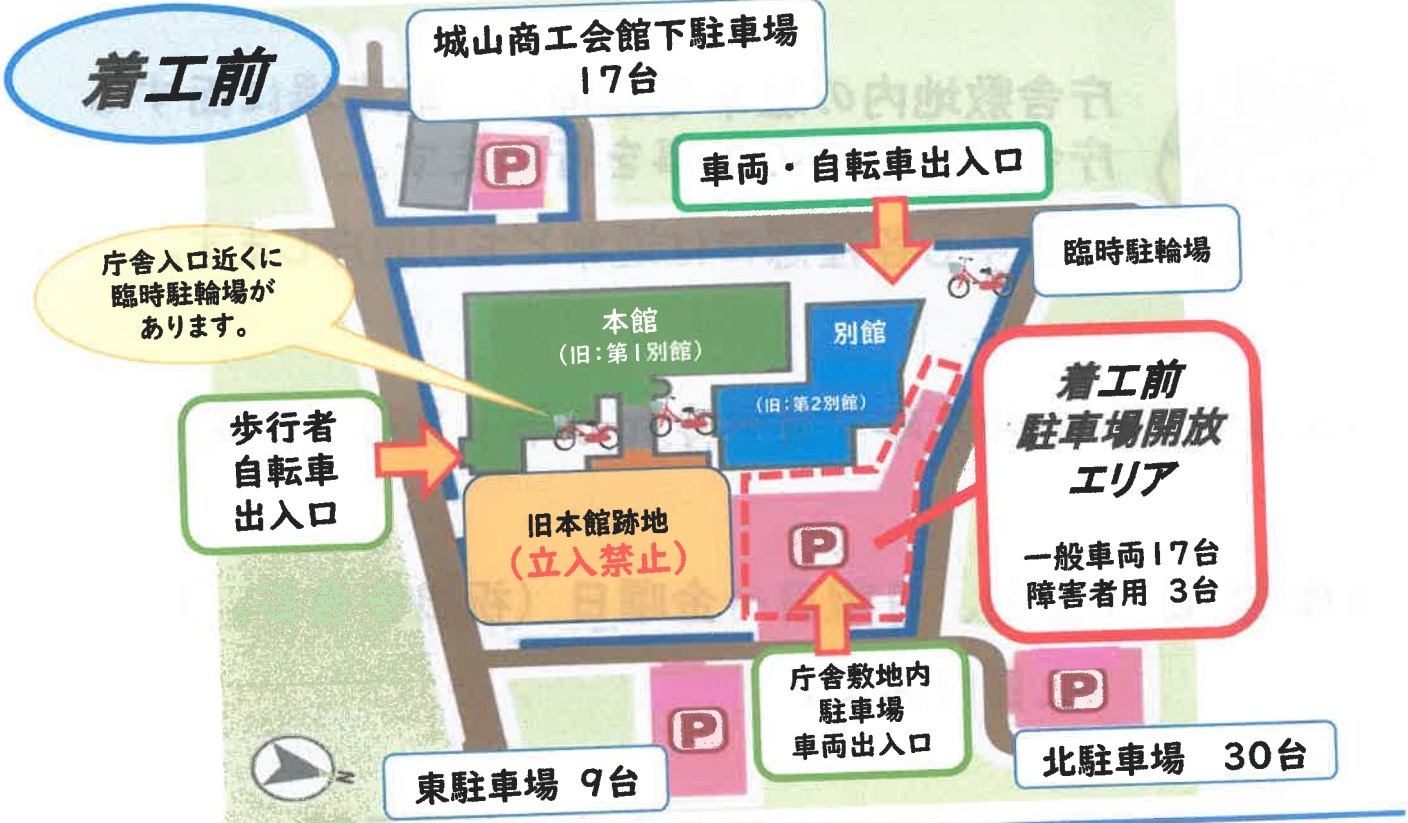 着工前
城山商工会館下駐車場
17台
P
車両・自転車出入口
臨時駐輪場
庁舎入口近くに
臨時駐輪場が
あります。
本館
(旧:第1別館)
別館
(旧:第2別館)
歩行者
自転車
出入口
旧本館跡地
(立入禁止)
P
着工前
駐車場開放
エリア
一般車両17台
障害者用 3台
庁舎敷地内
駐車場
車両出入口
P
P
東駐車場 9台
北駐車場 30台
N